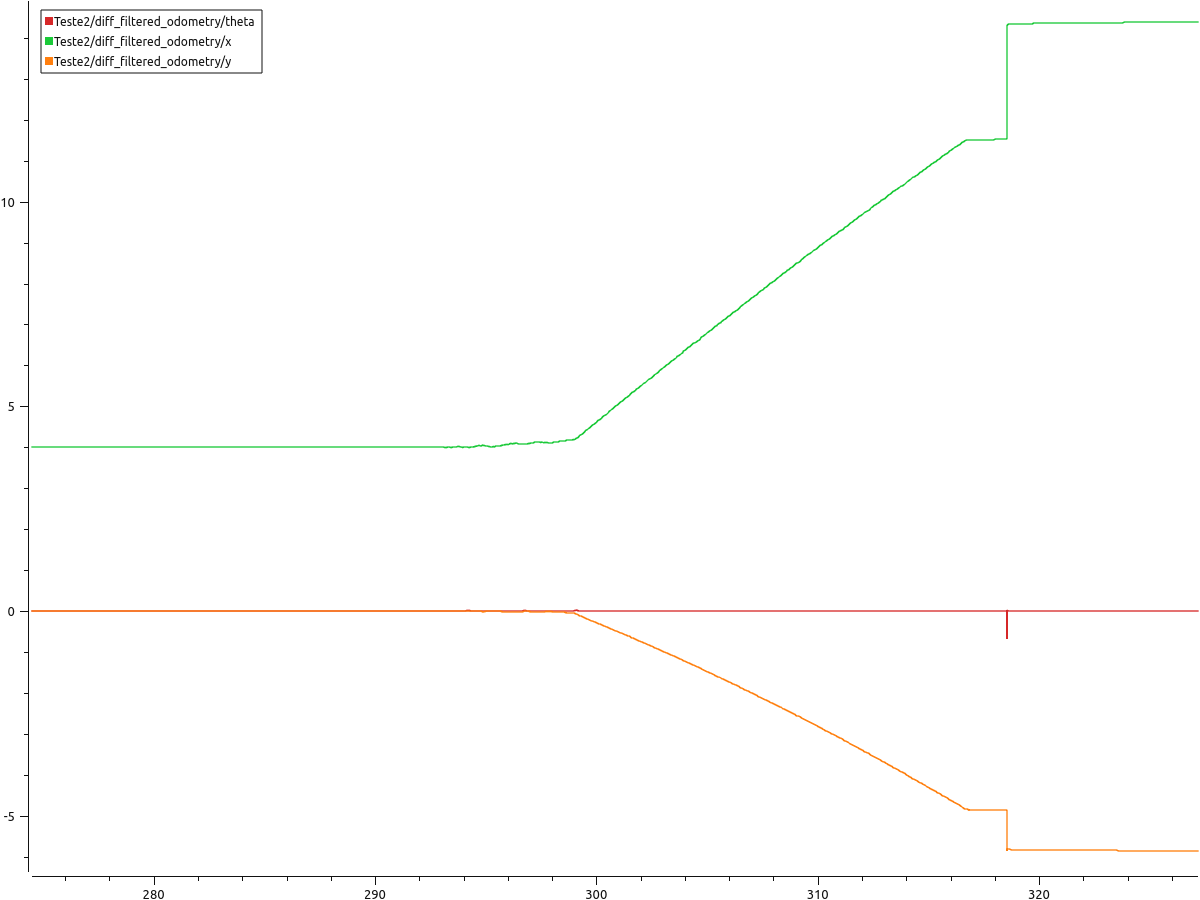 Teste2/diff_filtered_odometry/theta
Teste2/diff_filtered_odometry/x
Teste2/diff_filtered_odometry/y
10
5
0
-5
280 290 300 310 320